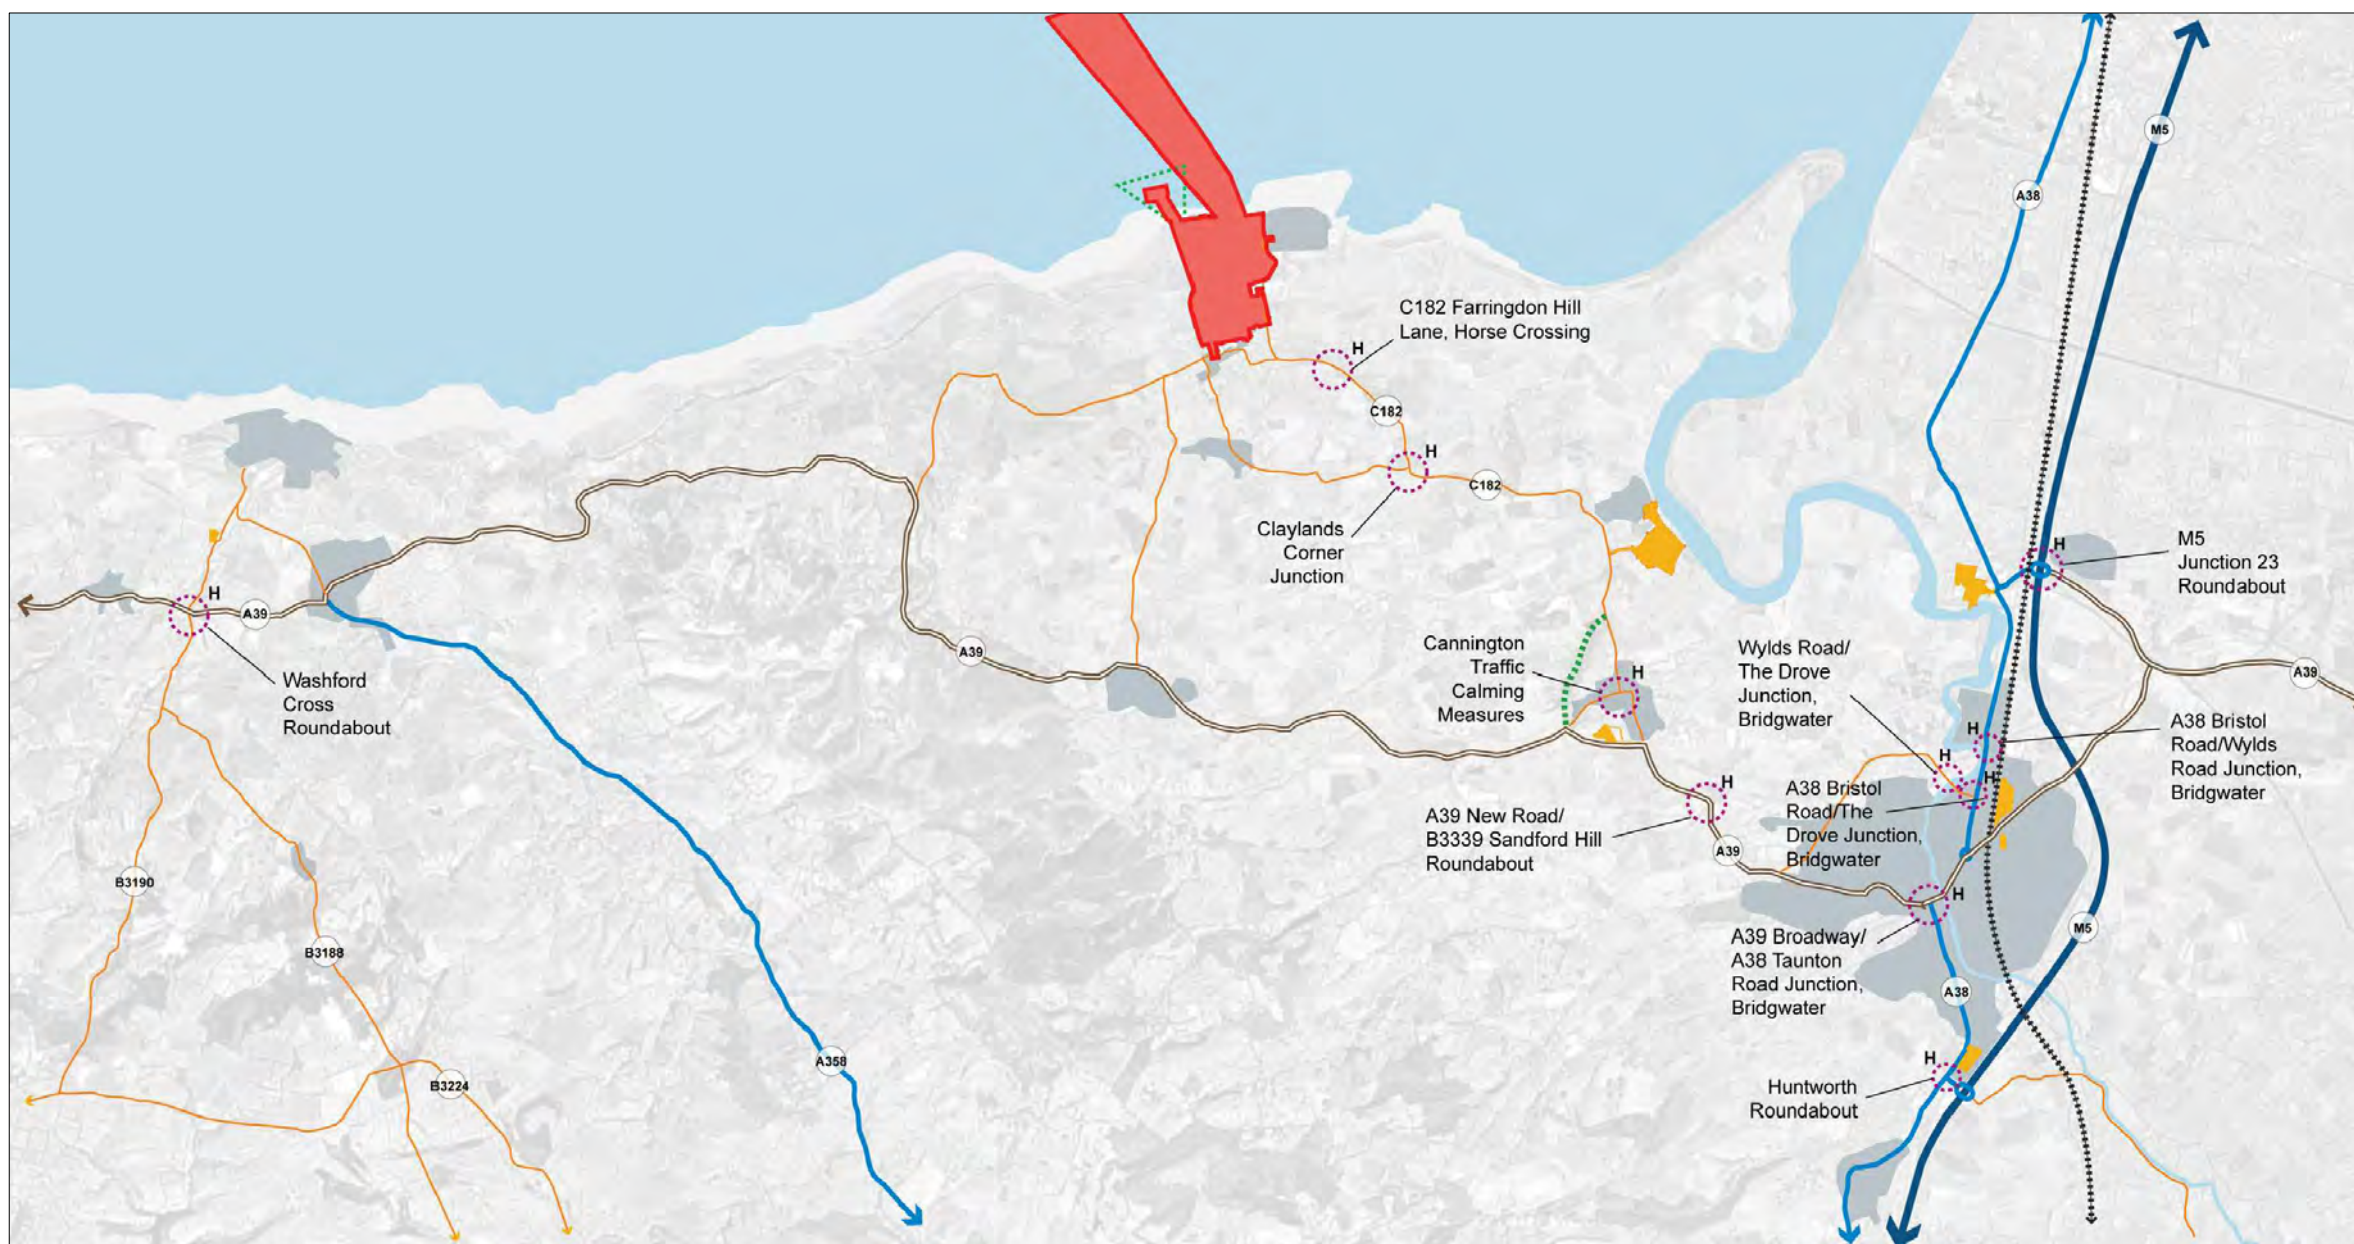 M5
A38
C182 Farringdon Hill
Lane, Horse Crossing
H
C182
H
C182
Claylands
Corner
Junction
H
M5
Junction 23
Roundabout
H
A39
Washford
Cross
Roundabout
A39
Cannington
Traffic
Calming
Measures
H
Wylds Road/
The Drove
Junction,
Bridgwater
A39
H
H
H
A38 Bristol
Road/Wylds
Road Junction,
Bridgwater
A38 Bristol
Road/The
Drove Junction,
Bridgwater
H
A39 New Road/
B3339 Sandford Hill
Roundabout
A39
B3190
H
M5
B3188
A39 Broadway/
A38 Taunton
Road Junction,
Bridgwater
A38
A358
B3224
H
Huntworth
Roundabout